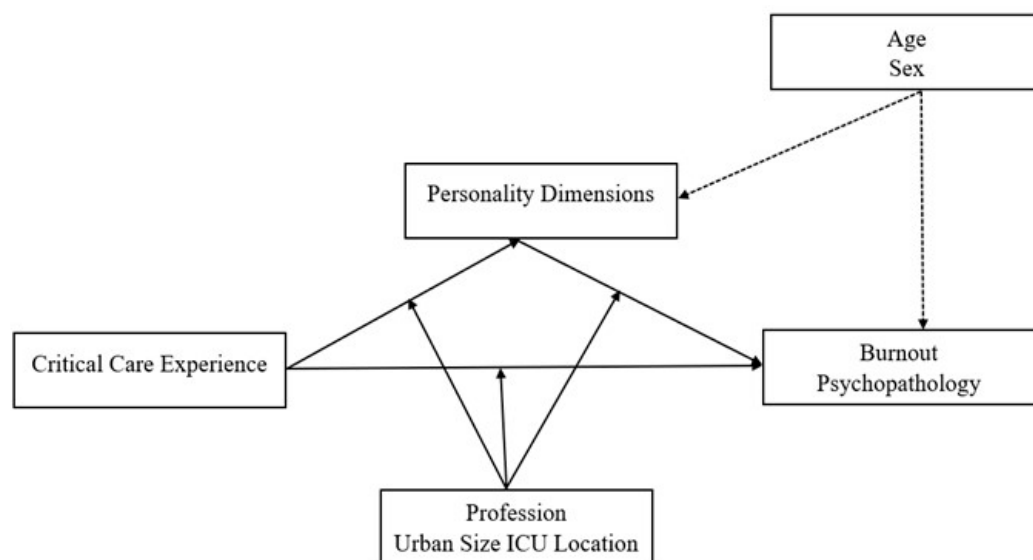 Age
Sex
Personality Dimensions
Critical Care Experience
Burnout
Psychopathology
Profession
Urban Size ICU Location